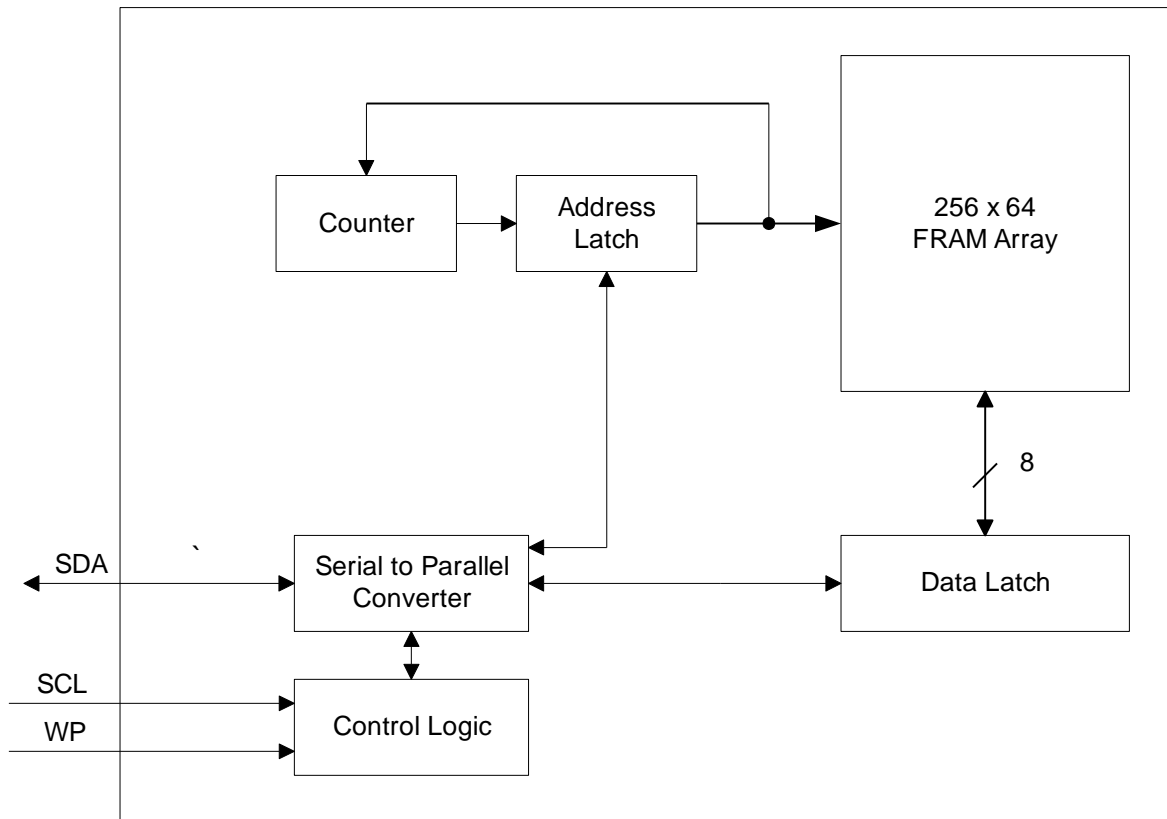 Counter
Address
Latch
256 x 64
FRAM Array
8
SDA
`
Serial to Parallel
Converter
Data Latch
SCL
WP
Control Logic